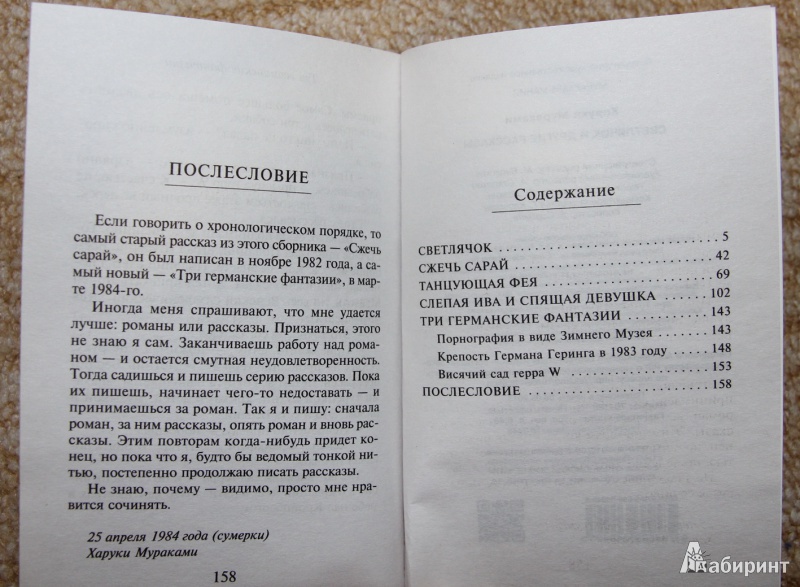 ПОСЛЕСЛОВИЕ
Если говорить о хронологическом порядке, то
самый старый рассказ из этого сборника — «Сжечь
сарай», он был написан в ноябре 1982 года, а са-
мый новый — «Три германские фантазии», в мар-
те 1984-го.
Иногда меня спрашивают, что мне удается
лучше: романы или рассказы. Признаться, этого
не знаю я сам. Заканчиваешь работу над рома-
ном — и остается смутная неудовлетворенность.
Тогда садишься и пишешь серию рассказов. Пока
их пишешь, начинает чего-то недоставать — и
принимаешься за роман. Так я и пишу: сначала
роман, за ним рассказы, опять роман и вновь рас-
сказы. Этим повторам когда-нибудь придет ко-
нец, но пока что я, будто бы ведомый тонкой ни-
тью, постепенно продолжаю писать рассказы.
Не знаю, почему — видимо, просто мне нра-
вится сочинять.
25 апреля 1984 года (сумерки)
Харуки Мураками
158
Содержание
СВЕТЛЯЧОК . . . . . . . . . . . . . . . . . . . . . . . . . . 5
СЖЕЧЬ САРАЙ . . . . . . . . . . . . . . . . . . . . . . . . 42
ТАНЦУЮЩАЯ ФЕЯ . . . . . . . . . . . . . . . . . . . . . 69
СЛЕПАЯ ИВА И СПЯЩАЯ ДЕВУШКА . . . . . . 102
ТРИ ГЕРМАНСКИЕ ФАНТАЗИИ . . . . . . . . . . . 143
Порнография в виде Зимнего Музея . . . . . . . 143
Крепость Германа Геринга в 1983 году . . . . . 148
Висячий сад герра W . . . . . . . . . . . . . . . . . . 153
ПОСЛЕСЛОВИЕ . . . . . . . . . . . . . . . . . . . . . . . 158
Лабиринт